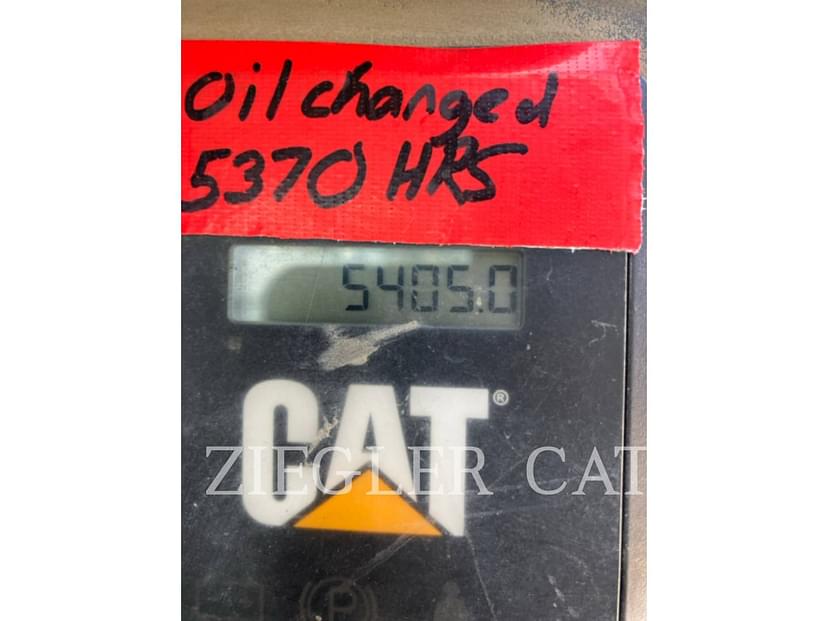 Oil changed
5370 HRS
5405.0
CAT®
ZIEGLER CAT
P